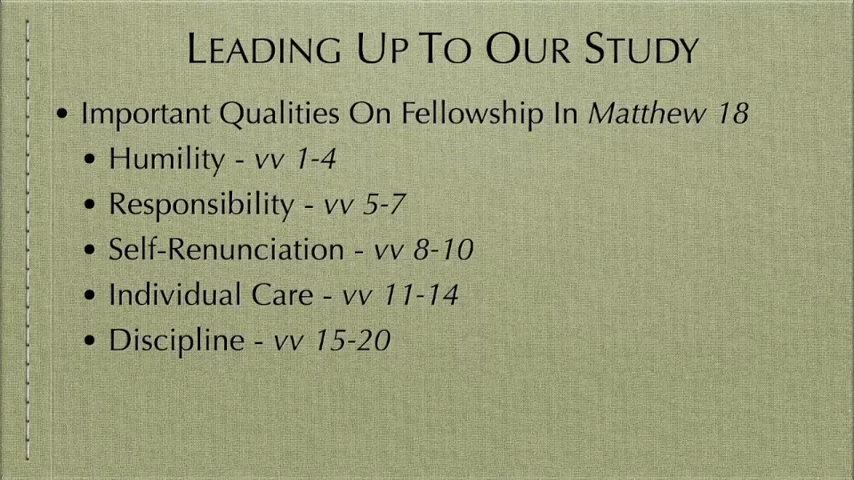 Leading Up To Our Study
• Important Qualities On Fellowship In Matthew 18
• Humility - vv 1-4
• Responsibility - vv 5-7
• Self-Renunciation - vv 8-10
• Individual Care - vv 11-14
• Discipline - vv 15-20